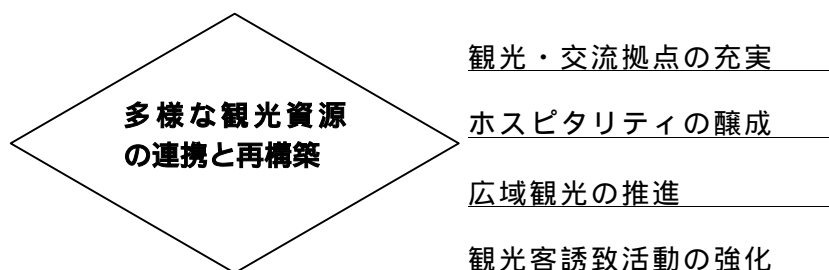 多様な観光資源
の連携と再構築
観光・交流拠点の充実
ホスピタリティの醸成
広域観光の推進
観光客誘致活動の強化